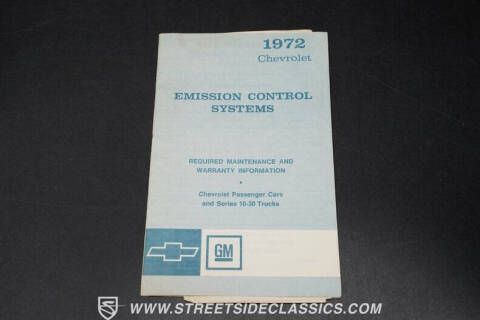 1972
Chevrolet
EMISSION CONTROL
SYSTEMS
REQUIRED MAINTENANCE AND
WARRANTY INFORMATION
•
Chevrolet Passenger Cars
and Series 10-30 Trucks
GM
WWW.STREETSIDECLASSICS.COM